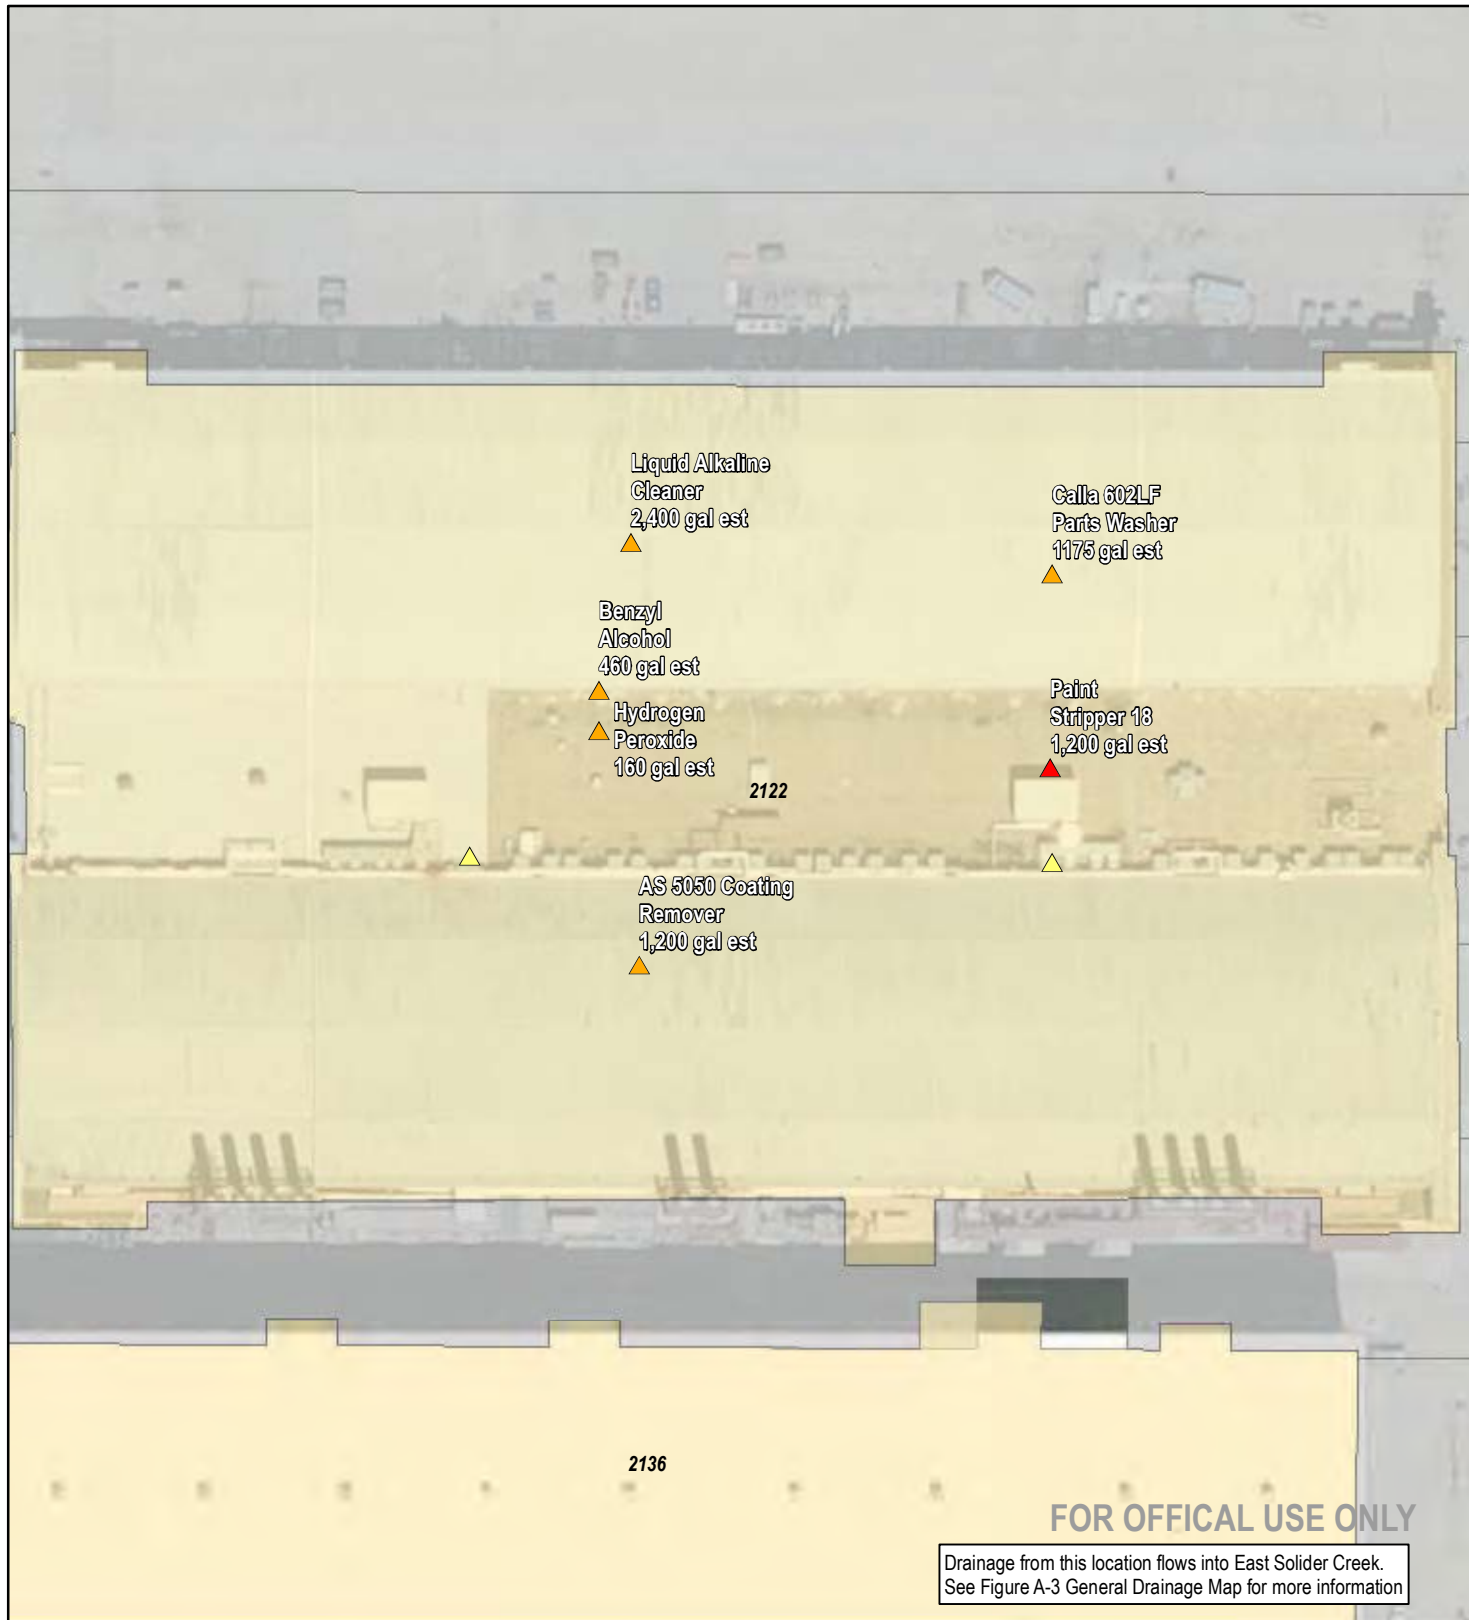 Liquid Alkaline
Cleaner
2,400 gal est
Calla 602LF
Parts Washer
1175 gal est
Benzyl
Alcohol
460 gal est
Hydrogen
Peroxide
160 gal est
Paint
Stripper 18
1,200 gal est
2122
AS 5050 Coating
Remover
1,200 gal est
2136
FOR OFFICAL USE ONLY
Drainage from this location flows into East Solider Creek.
See Figure A-3 General Drainage Map for more information